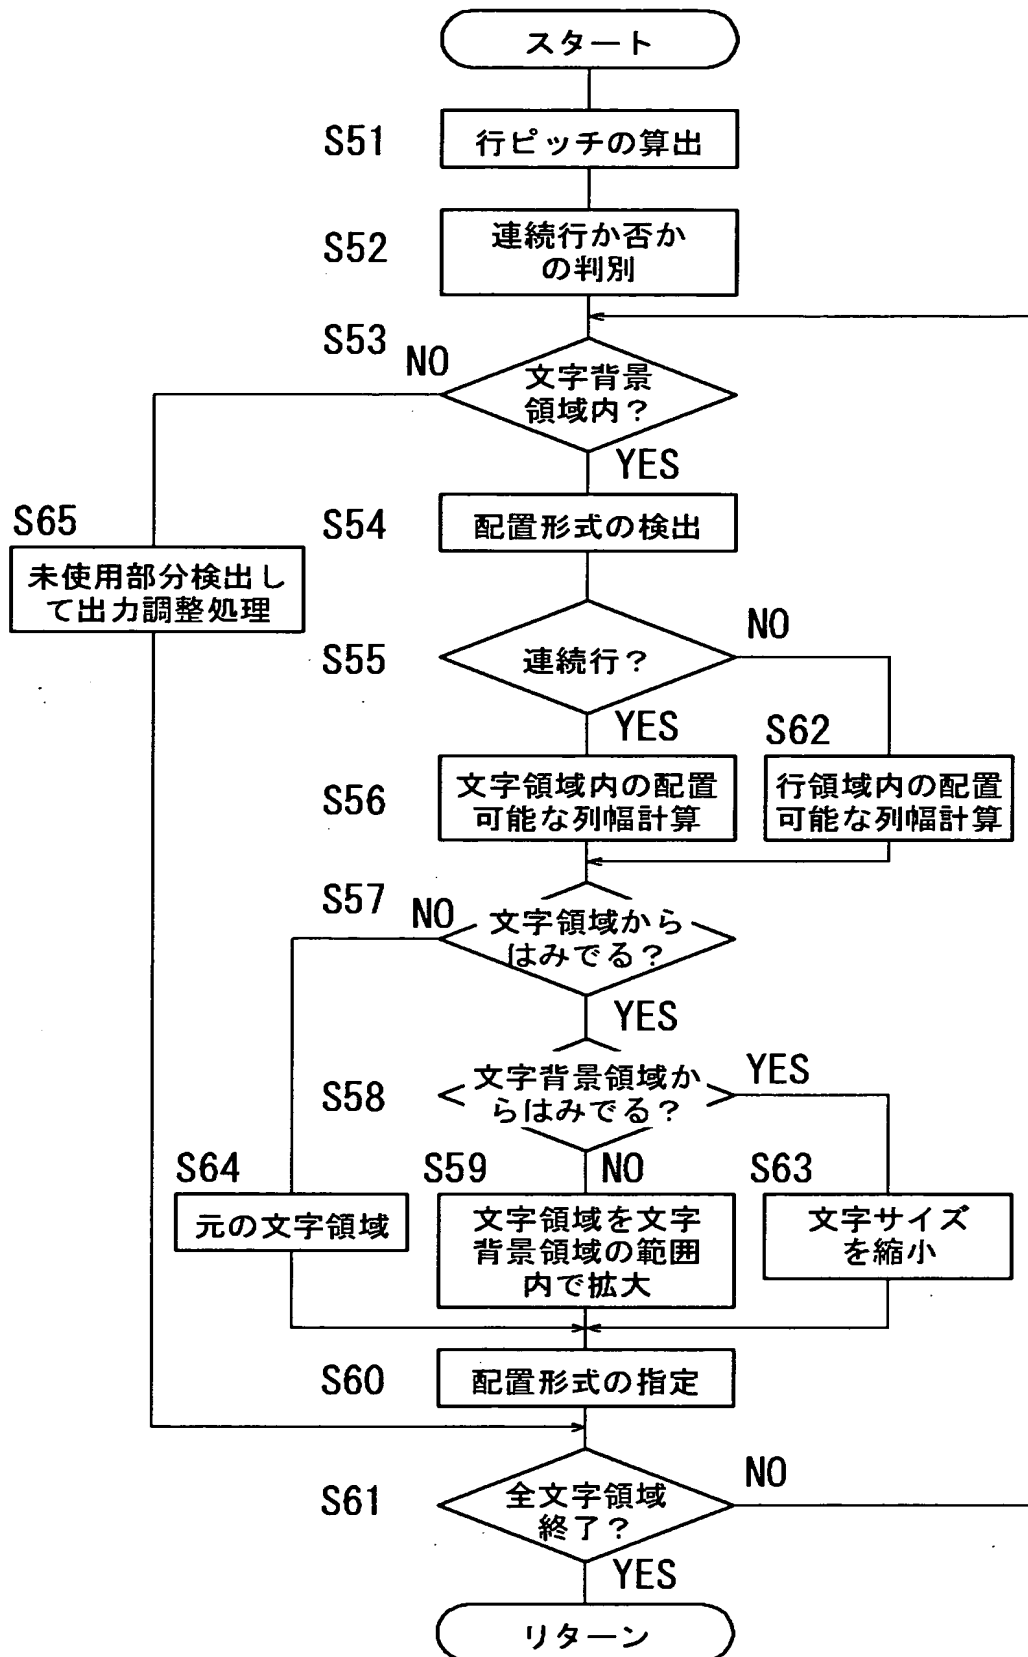 スタート
S51
行ピッチの算出
S52
連続行か否か
の判別
S53
NO
文字背景
領域内？
YES
S54
配置形式の検出
S65
未使用部分検出し
て出力調整処理
S55
連続行？
NO
YES
S62
S56
文字領域内の配置
可能な列幅計算
行領域内の配置
可能な列幅計算
S57
NO
文字領域から
はみでる？
YES
S58
文字背景領域か
らはみでる？
YES
S64
S59
NO
S63
元の文字領域
文字領域を文字
背景領域の範囲
内で拡大
文字サイズ
を縮小
S60
配置形式の指定
S61
全文字領域
終了？
NO
YES
リターン